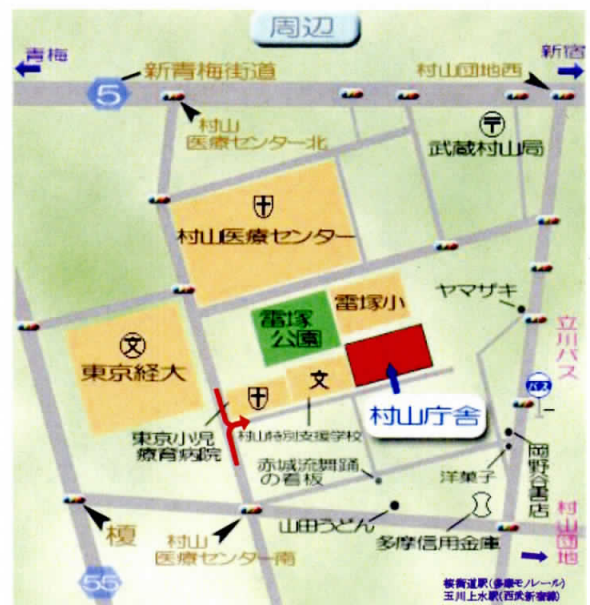 周辺
青梅
新宿
新青梅街道
村山団地西
5
村山
医療センター北
武蔵村山局
村山医療センター
雷塚小
ヤマザキ
雷塚
公園
立川バス
文
東京経大
文
バス
村山庁舎
東京小児
療育病院
村山特別支援学校
岡野谷書店
赤城流舞踊
の看板
洋菓子
榎
村山
医療センター南
山田うどん
多摩信用金庫
村山団地
55
桜街道駅(多摩モノレール)
玉川上水駅(西武新宿線)